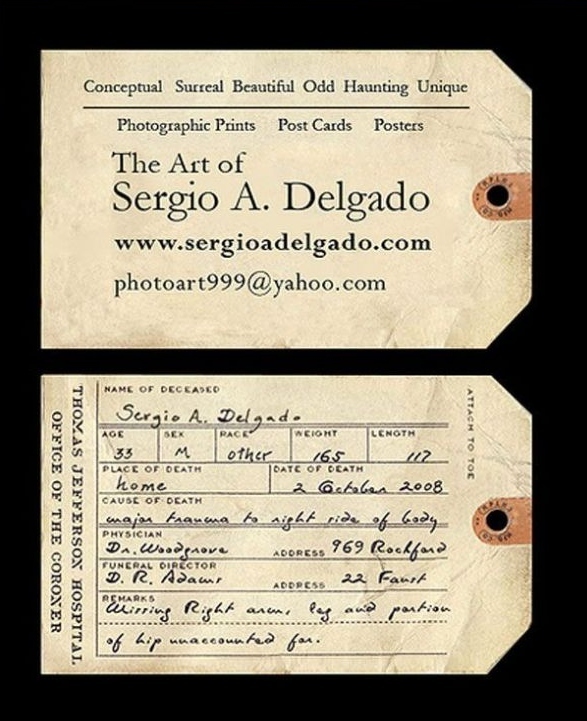 Conceptual Surreal Beautiful Odd Haunting Unique
Photographic Prints Post Cards Posters
The Art of
Sergio A. Delgado
www.sergioadelgado.com
photoart999@yahoo.com
THOMAS JEFFERSON HOSPITAL
OFFICE OF THE CORONER
NAME OF DECEASED
Sergio A. Delgado
AGE SEX RACE WEIGHT LENGTH
33 M other 165 117
PLACE OF DEATH DATE OF DEATH
home 2 October 2008
CAUSE OF DEATH
major trauma to right side of body
PHYSICIAN
Dr. Woodgrove ADDRESS 969 Rockford
FUNERAL DIRECTOR
D. R. Adams ADDRESS 22 Faust
REMARKS
Missing Right arm, leg and portion
of hip unaccounted for.
ATTACH TO TOE